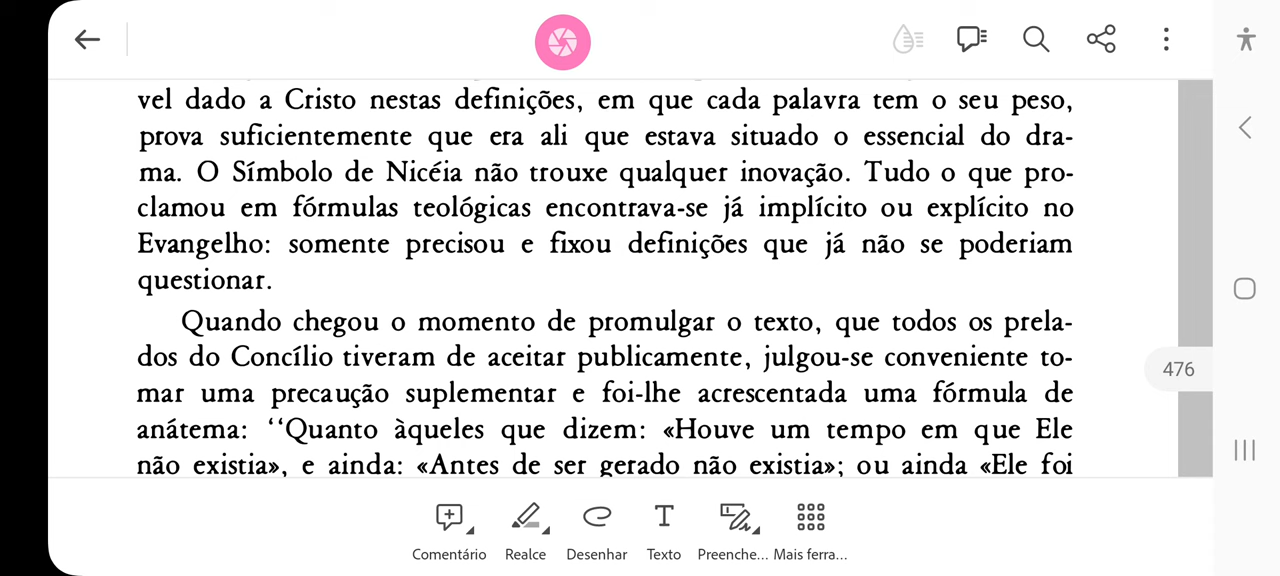 vel dado a Cristo nestas definições, em que cada palavra tem o seu peso,
prova suficientemente que era ali que estava situado o essencial do dra-
ma. O Símbolo de Nicéia não trouxe qualquer inovação. Tudo o que pro-
clamou em fórmulas teológicas encontrava-se já implícito ou explícito no
Evangelho: somente precisou e fixou definições que já não se poderiam
questionar.
Quando chegou o momento de promulgar o texto, que todos os prela-
dos do Concílio tiveram de aceitar publicamente, julgou-se conveniente to-
mar uma precaução suplementar e foi-lhe acrescentada uma fórmula de
anátema: ‘‘Quanto àqueles que dizem: «Houve um tempo em que Ele
não existia», e ainda: «Antes de ser gerado não existia»; ou ainda «Ele foi
476
Comentário Realce Desenhar Texto Preenche... Mais ferra...